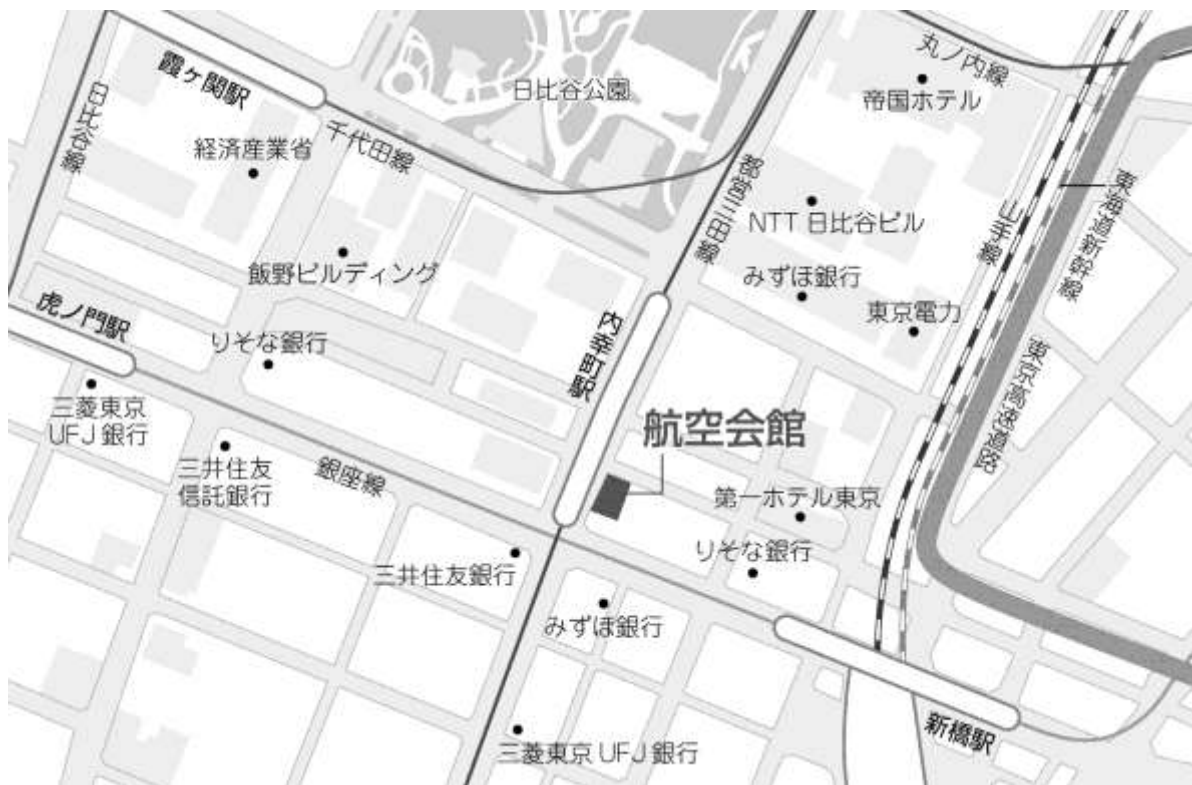 丸ノ内線
霞ヶ関駅
帝国ホテル
日比谷公園
日比谷線
千代田線
経済産業省
都営三田線
東海道新幹線
山手線
NTT 日比谷ビル
飯野ビルディング
みずほ銀行
虎ノ門駅
東京電力
りそな銀行
内幸町駅
東京高速道路
三菱東京
UFJ 銀行
航空会館
三井住友
信託銀行
銀座線
第一ホテル東京
りそな銀行
三井住友銀行
みずほ銀行
新橋駅
三菱東京 UFJ 銀行